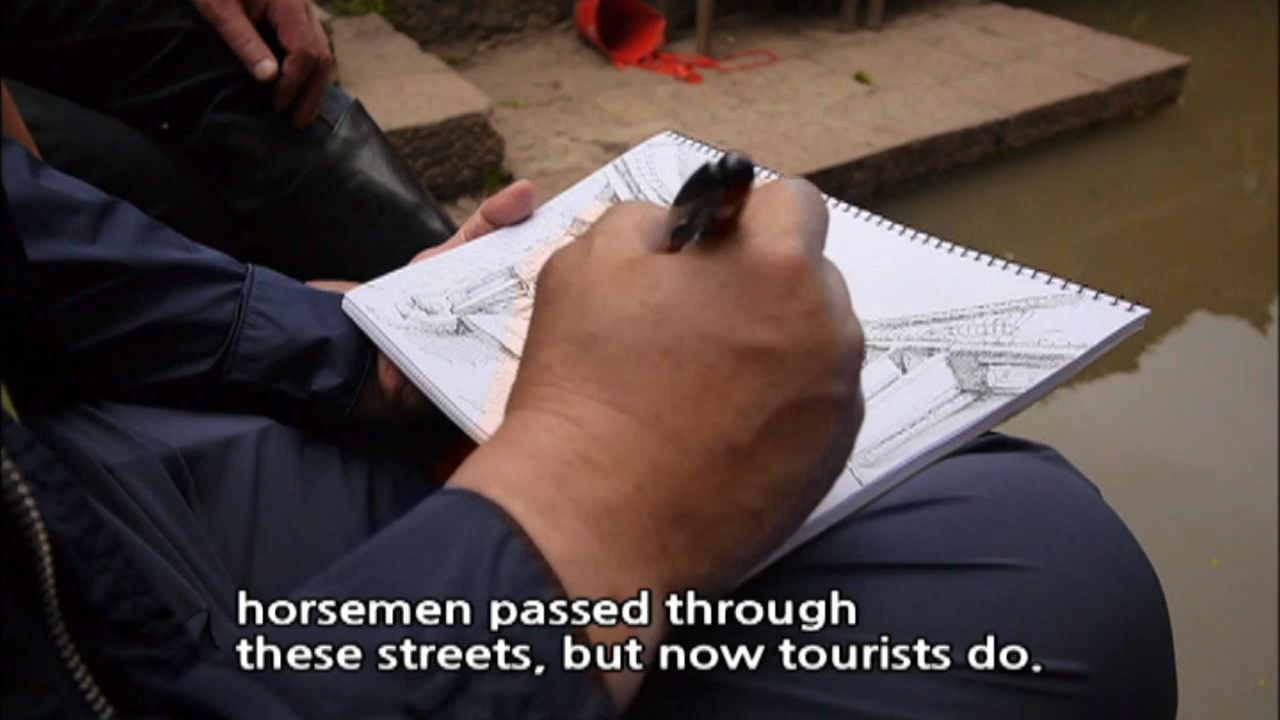 horsemen passed through
these streets, but now tourists do.